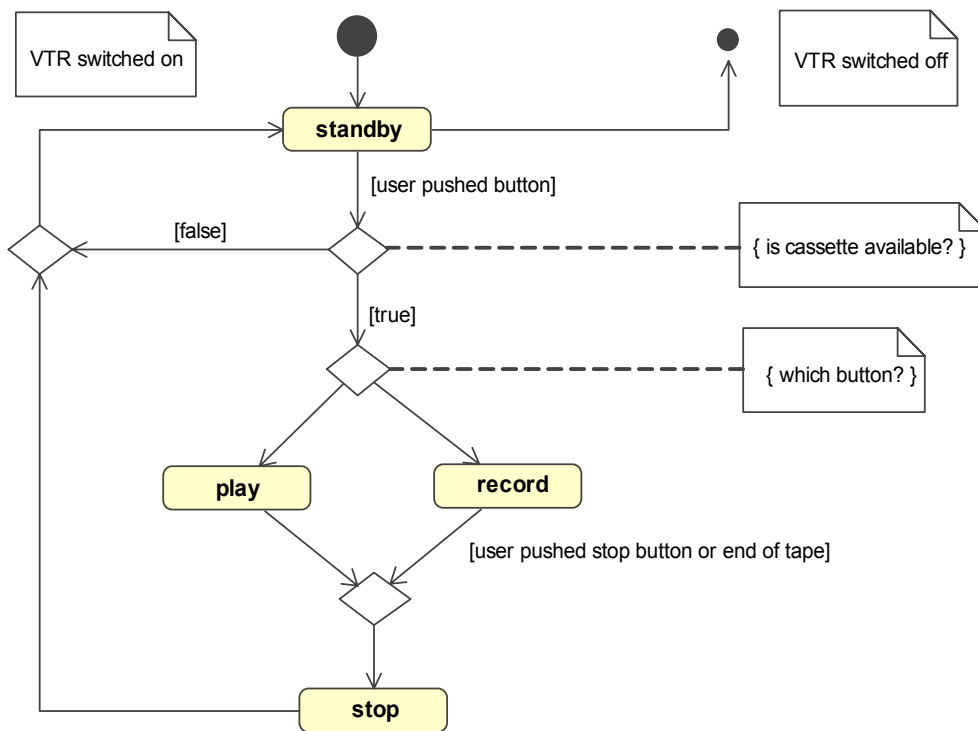 VTR switched on
VTR switched off
standby
[user pushed button]
[false]
{ is cassette available? }
[true]
{ which button? }
play
record
[user pushed stop button or end of tape]
stop